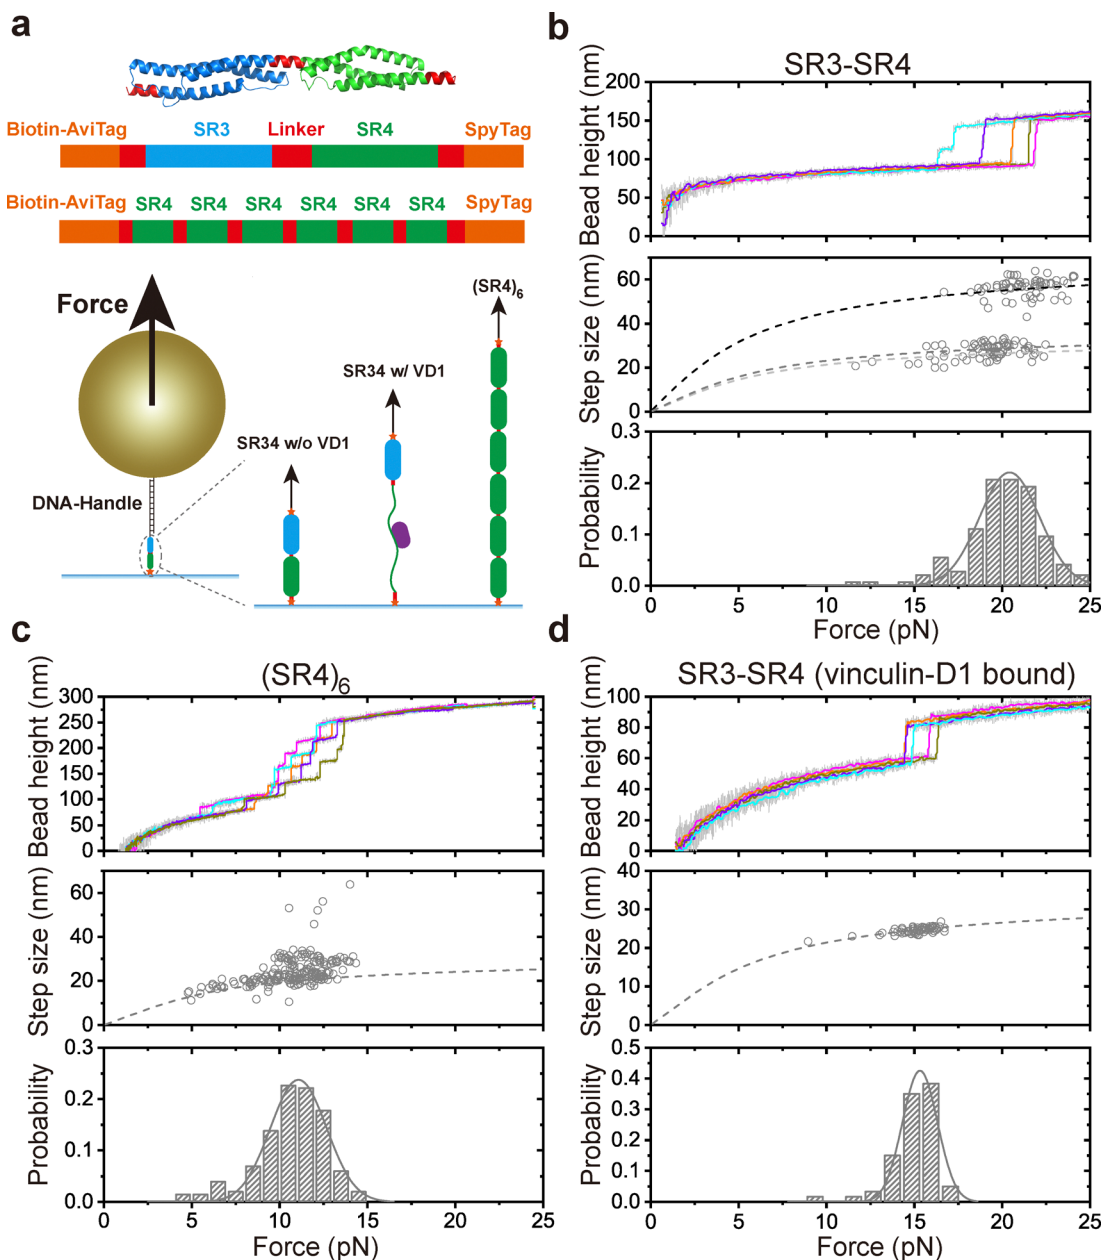 a
Biotin-AviTag SR3 Linker SR4 SpyTag
Biotin-AviTag SR4 SR4 SR4 SR4 SR4 SR4 SpyTag
Force
DNA-Handle
SR34 w/o VD1
SR34 w/ VD1
(SR4)6
b
SR3-SR4
Bead height (nm)
200
150
100
50
0
Step size (nm)
60
40
20
0
Probability
0.3
0.2
0.1
0.0
0 5 10 15 20 25
Force (pN)
c
(SR4)6
Bead height (nm)
300
250
200
150
100
50
0
Step size (nm)
60
40
20
0
Probability
0.3
0.2
0.1
0.0
0 5 10 15 20 25
Force (pN)
d
SR3-SR4 (vinculin-D1 bound)
Bead height (nm)
100
80
60
40
20
0
Step size (nm)
40
30
20
10
0
Probability
0.5
0.4
0.3
0.2
0.1
0.0
0 5 10 15 20 25
Force (pN)